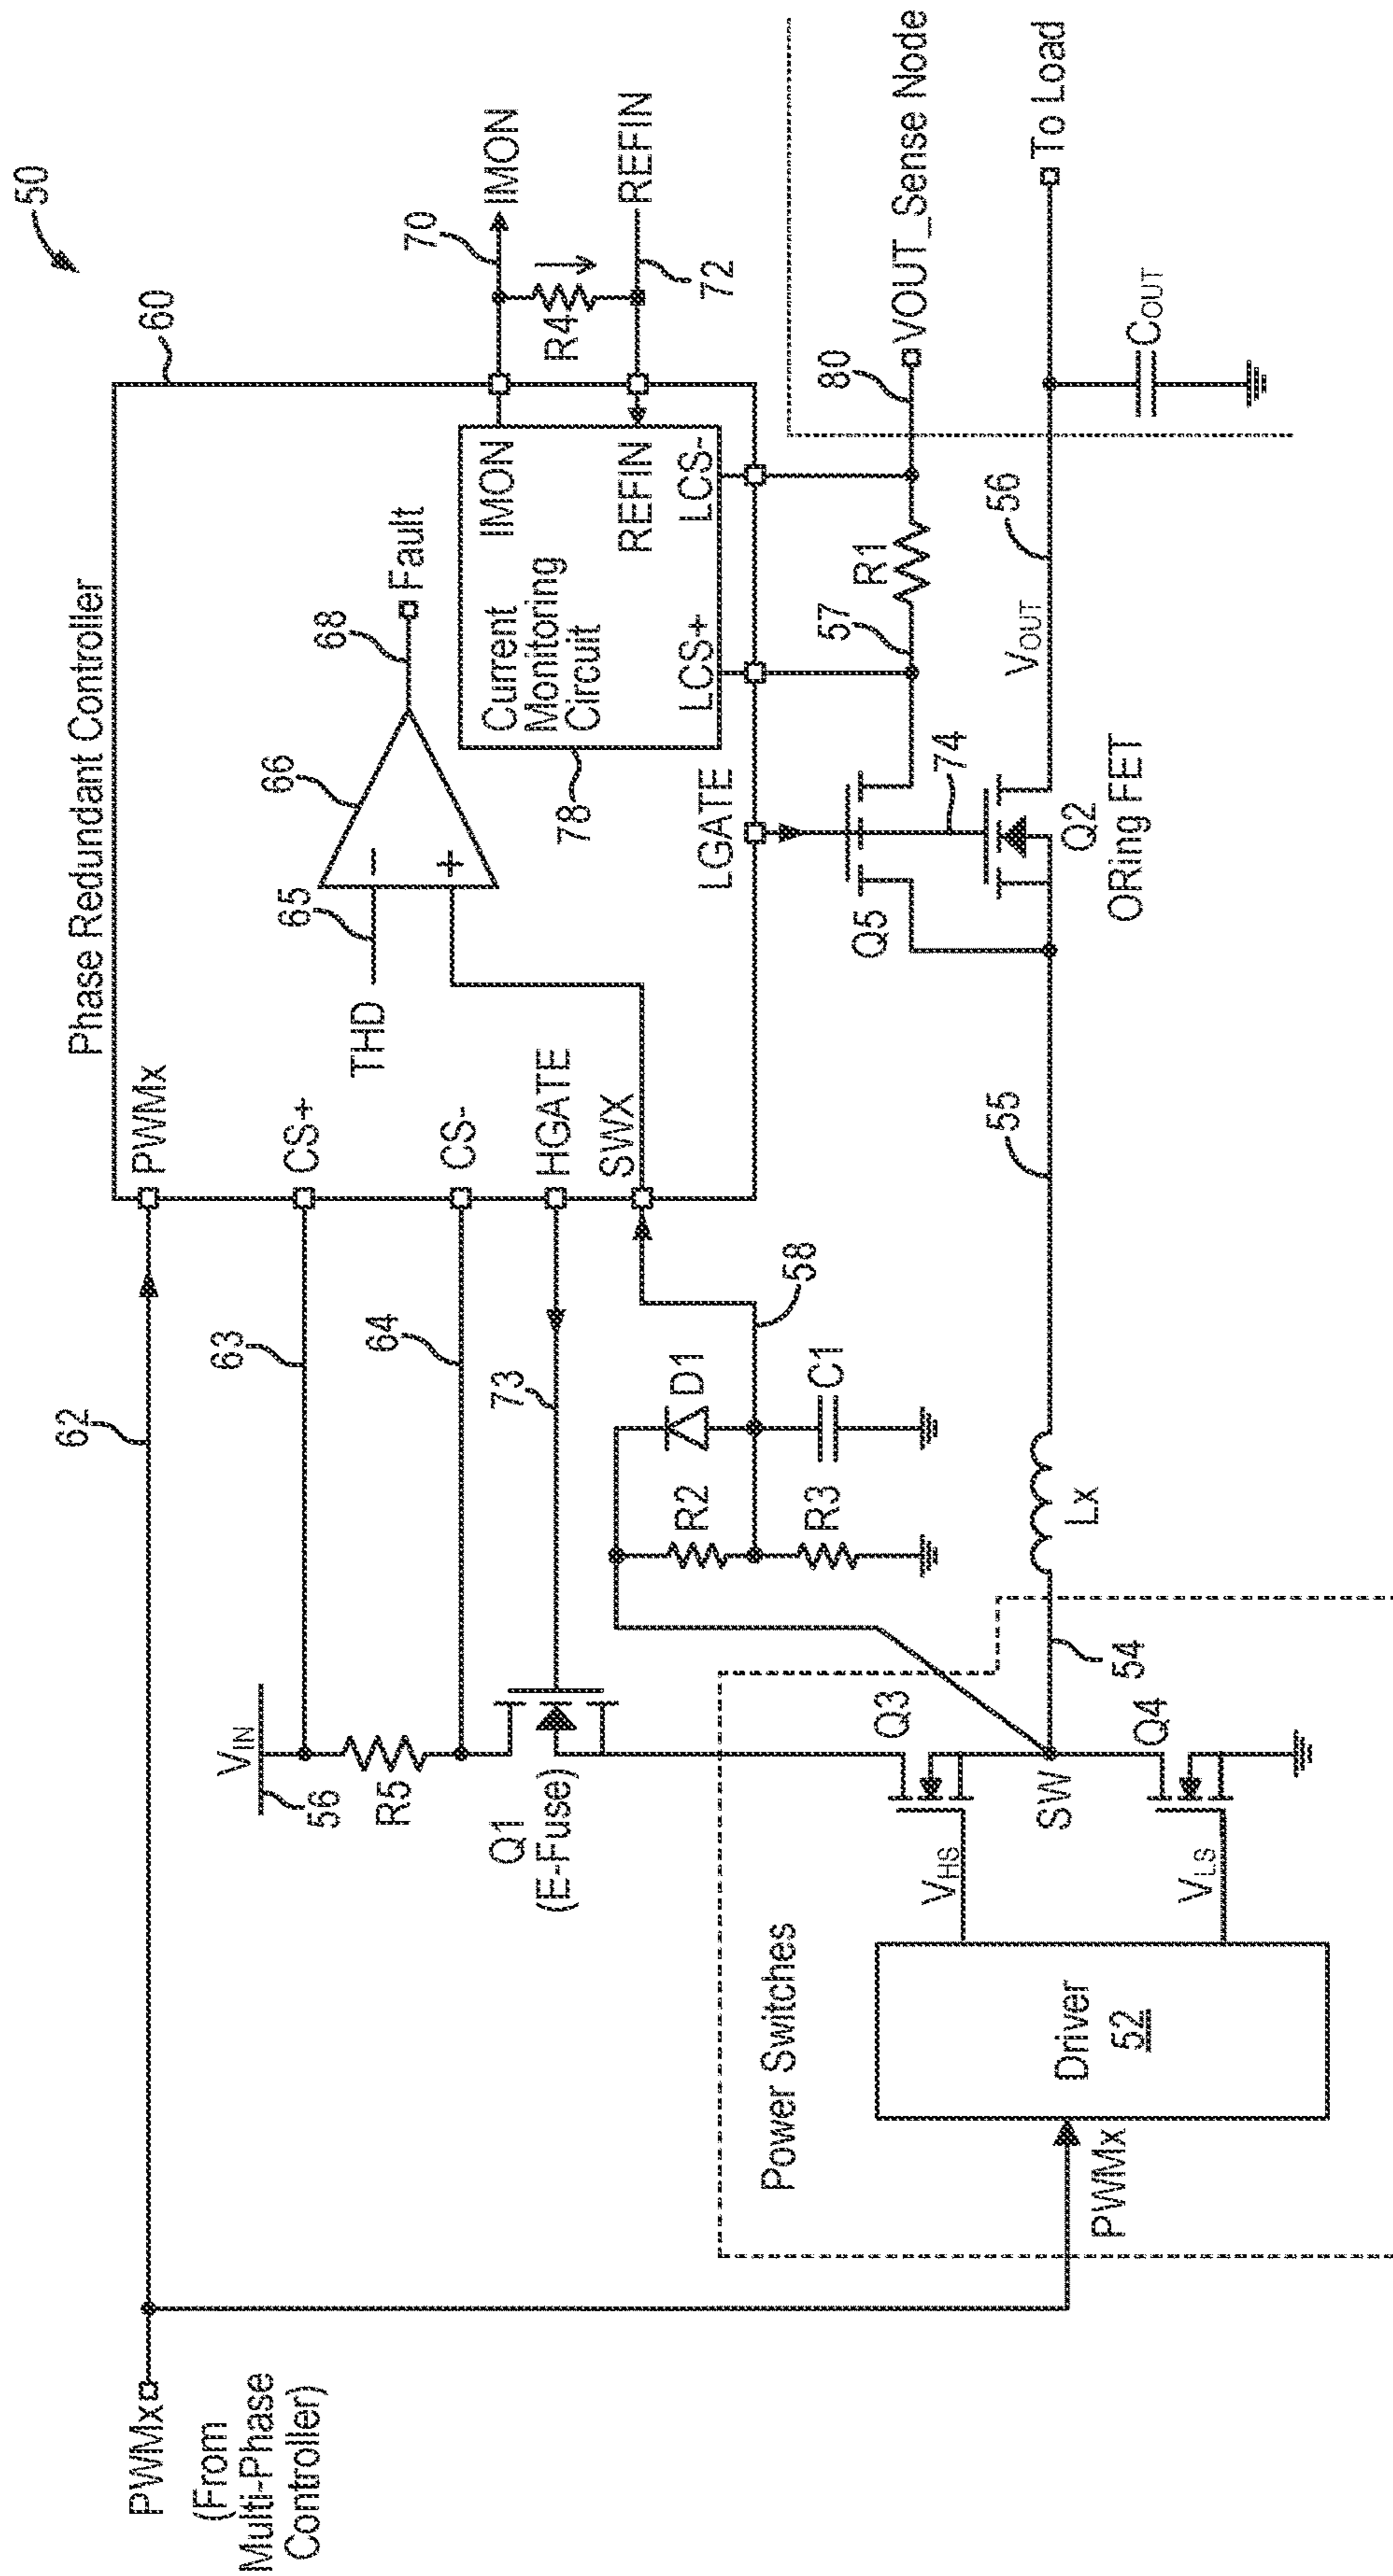 50
Phase Redundant Controller
60
PWMx
(From
Multi-Phase
Controller)
62
PWMx
63
CS+
64
CS-
73
HGATE
SWX
THD
65
66
68
Fault
78
Current
Monitoring
Circuit
IMON
REFIN
LCS+
LCS-
LGATE
70
IMON
R4
72
REFIN
VIN
56
R5
Q1
(E-Fuse)
R2
D1
R3
C1
58
Power Switches
Driver
52
PWMx
VHS
VLS
Q3
SW
Q4
54
Lx
55
Q5
74
Q2
ORing FET
57
R1
80
VOUT_Sense Node
VOUT
56
COUT
To Load